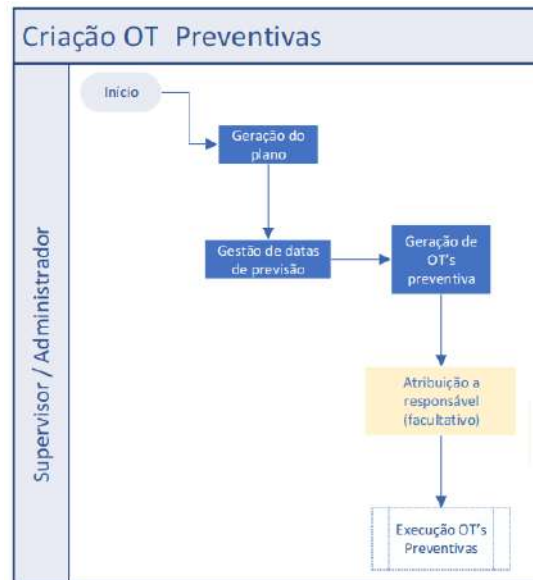 Criação OT Preventivas
Supervisor / Administrador
Início
Geração do
plano
Gestão de datas
de previsão
Geração de
OT's
preventiva
Atribuição a
responsável
(facultativo)
Execução OT's
Preventivas